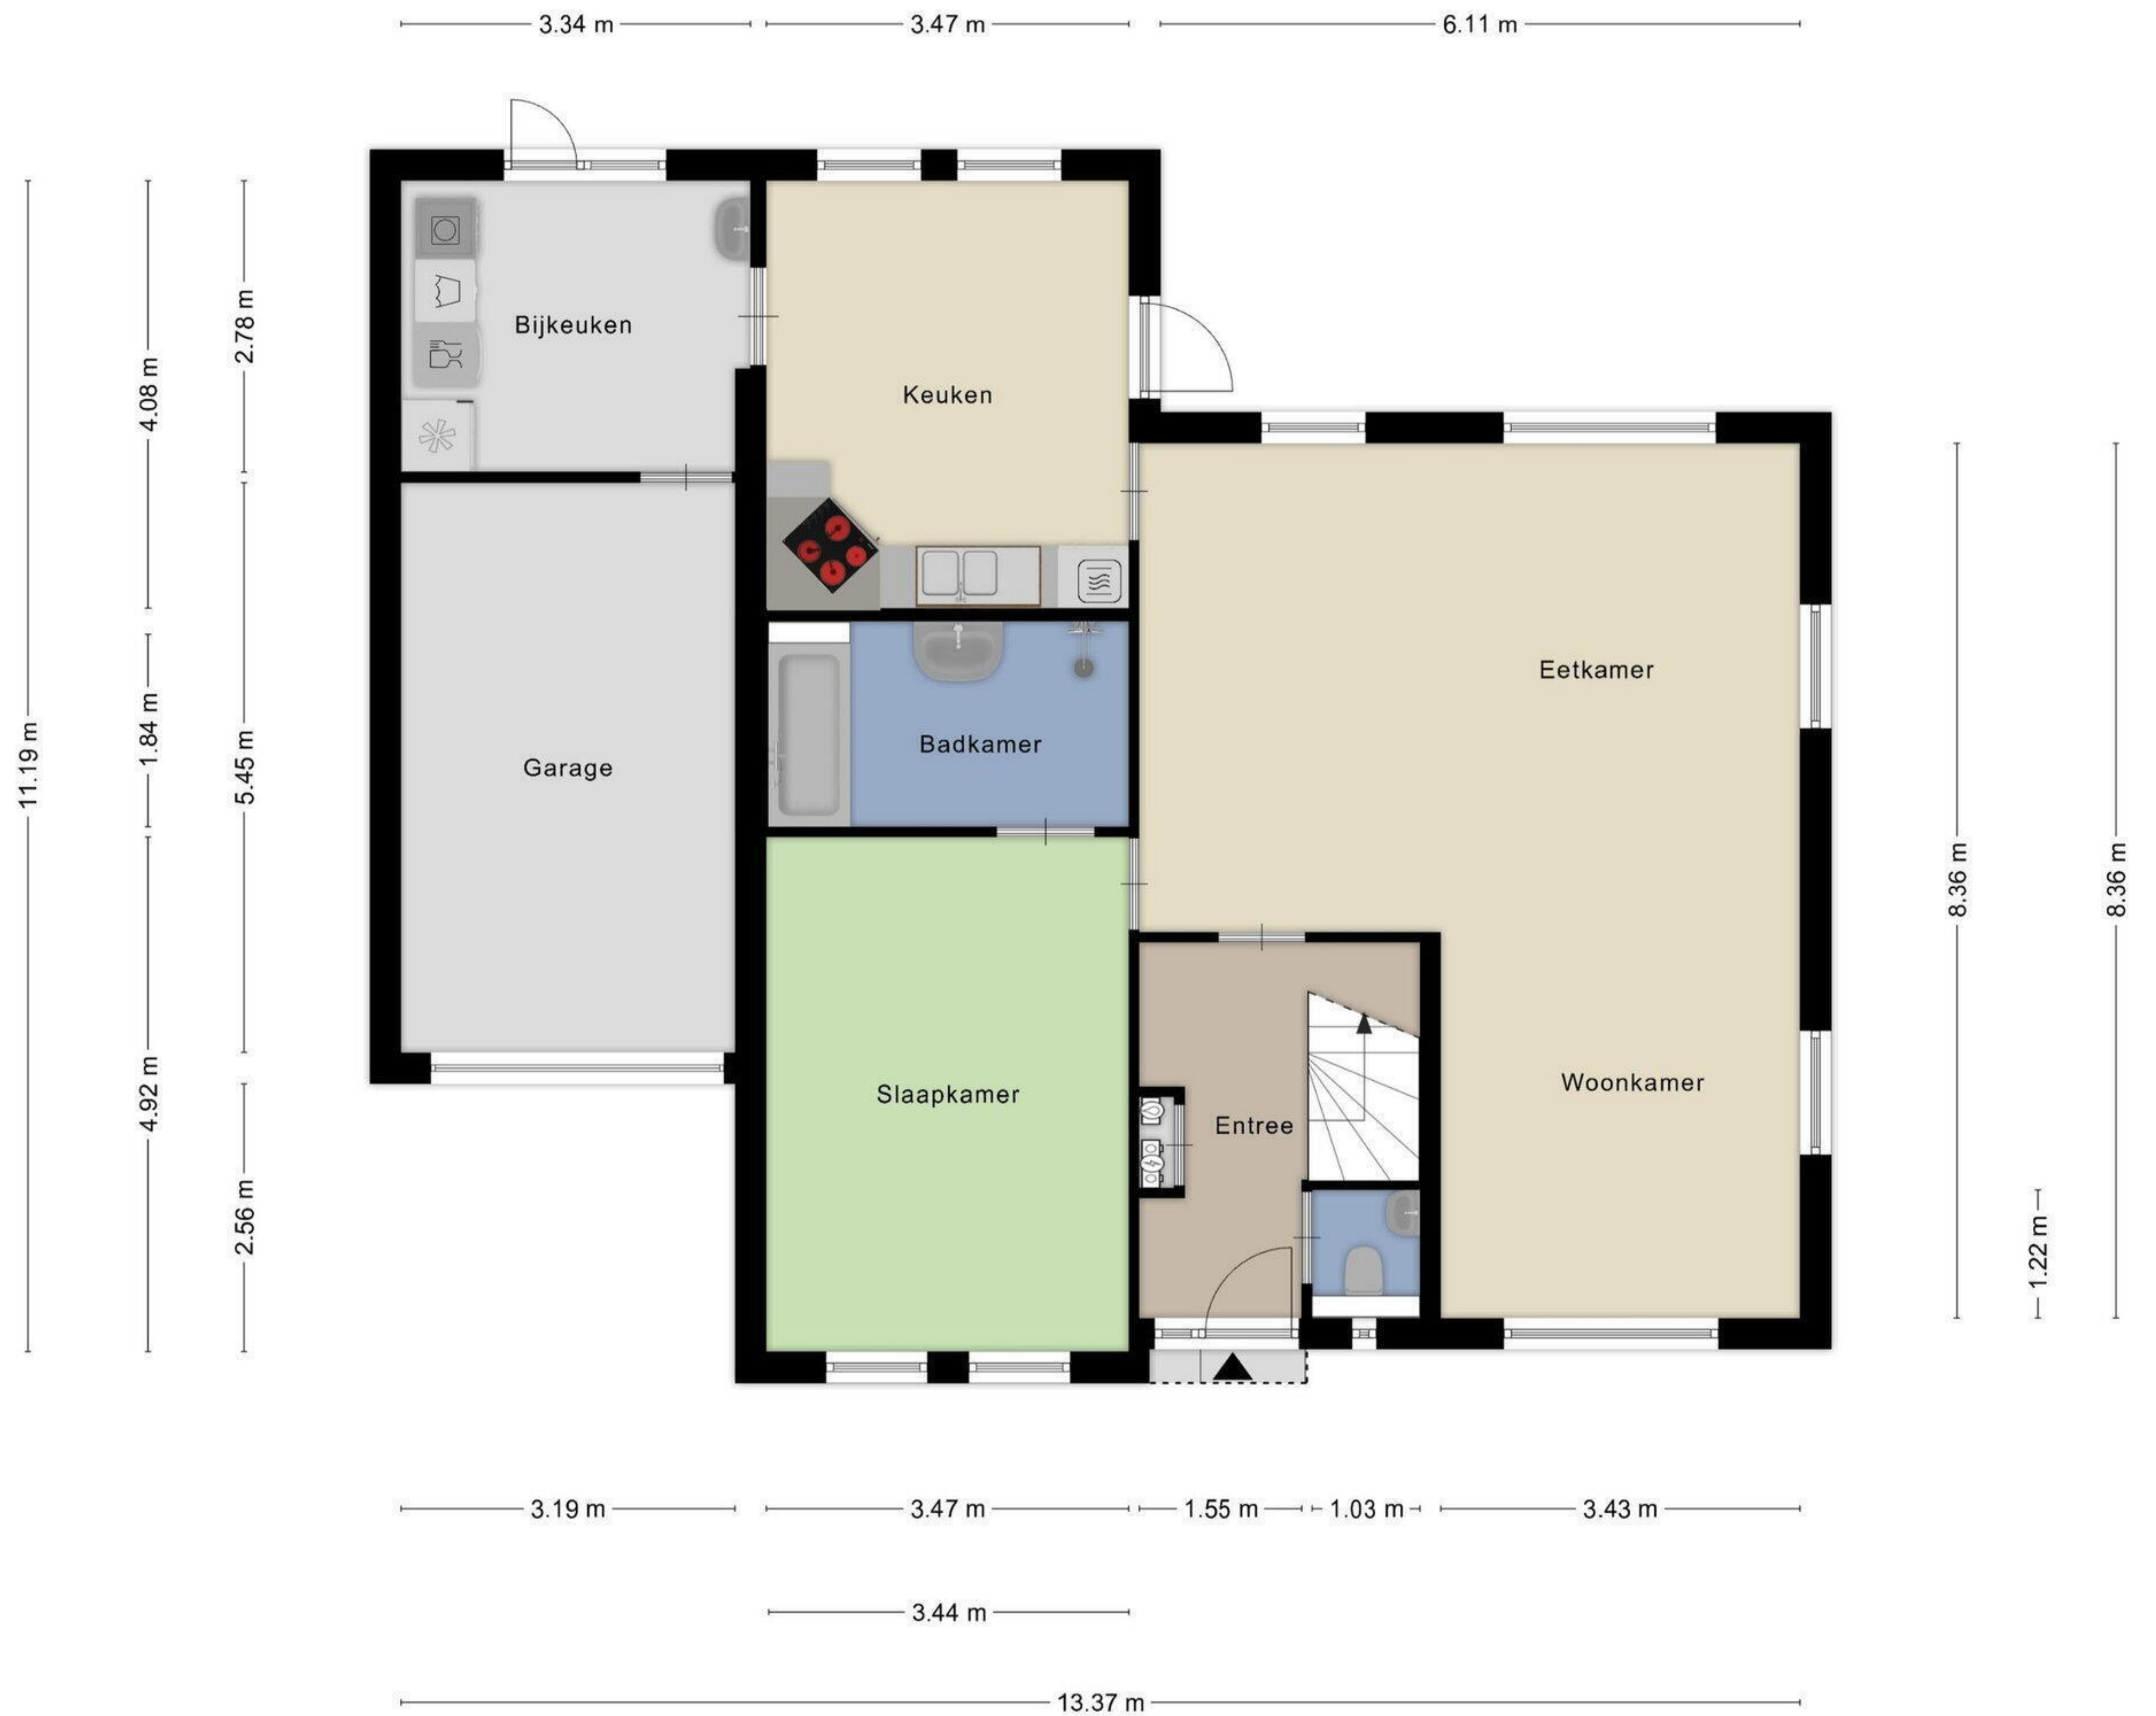 3.34 m
3.47 m
6.11 m
11.19 m
4.08 m
1.84 m
4.92 m
2.78 m
5.45 m
2.56 m
Bijkeuken
Keuken
Eetkamer
Badkamer
Garage
Slaapkamer
Woonkamer
Entree
8.36 m
1.22 m
8.36 m
3.19 m
3.47 m
1.55 m
1.03 m
3.43 m
3.44 m
13.37 m